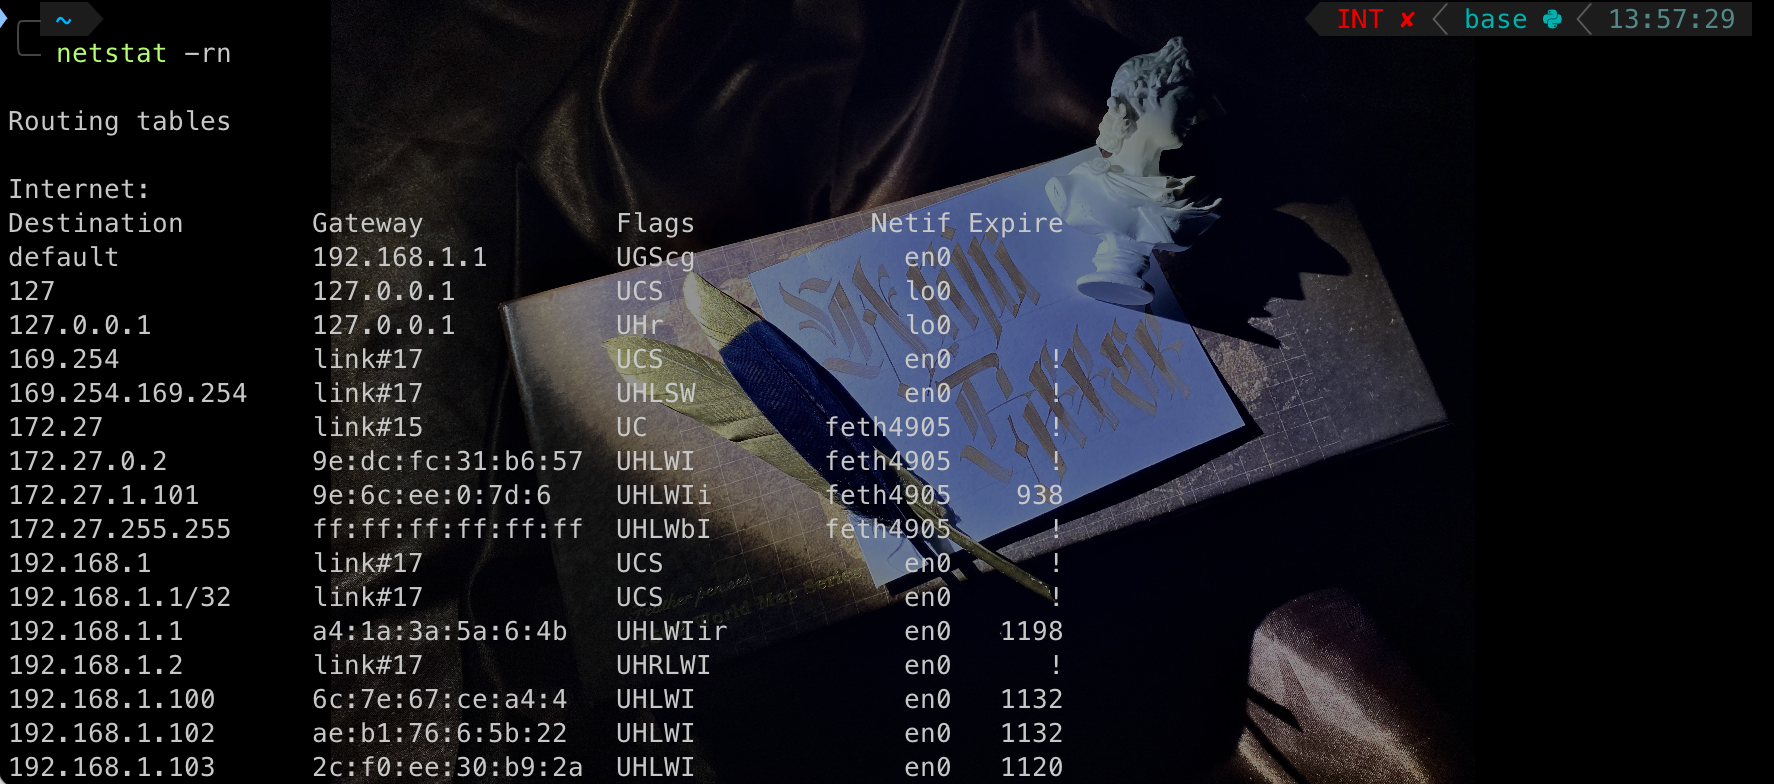 ~ INT ✘ base 13:57:29
netstat -rn
Routing tables
Internet:
Destination Gateway Flags Netif Expire
default 192.168.1.1 UGScg en0
127 127.0.0.1 UCS lo0
127.0.0.1 127.0.0.1 UHr lo0
169.254 link#17 UCS en0 !
169.254.169.254 link#17 UHLSW en0 !
172.27 link#15 UC feth4905 !
172.27.0.2 9e:dc:fc:31:b6:57 UHLWI feth4905 !
172.27.1.101 9e:6c:ee:0:7d:6 UHLWIi feth4905 938
172.27.255.255 ff:ff:ff:ff:ff:ff UHLWbI feth4905 !
192.168.1 link#17 UCS en0 !
192.168.1.1/32 link#17 UCS en0 !
192.168.1.1 a4:1a:3a:5a:6:4b UHLWIir en0 1198
192.168.1.2 link#17 UHRLWI en0 !
192.168.1.100 6c:7e:67:ce:a4:4 UHLWI en0 1132
192.168.1.102 ae:b1:76:6:5b:22 UHLWI en0 1132
192.168.1.103 2c:f0:ee:30:b9:2a UHLWI en0 1120
World Map Series